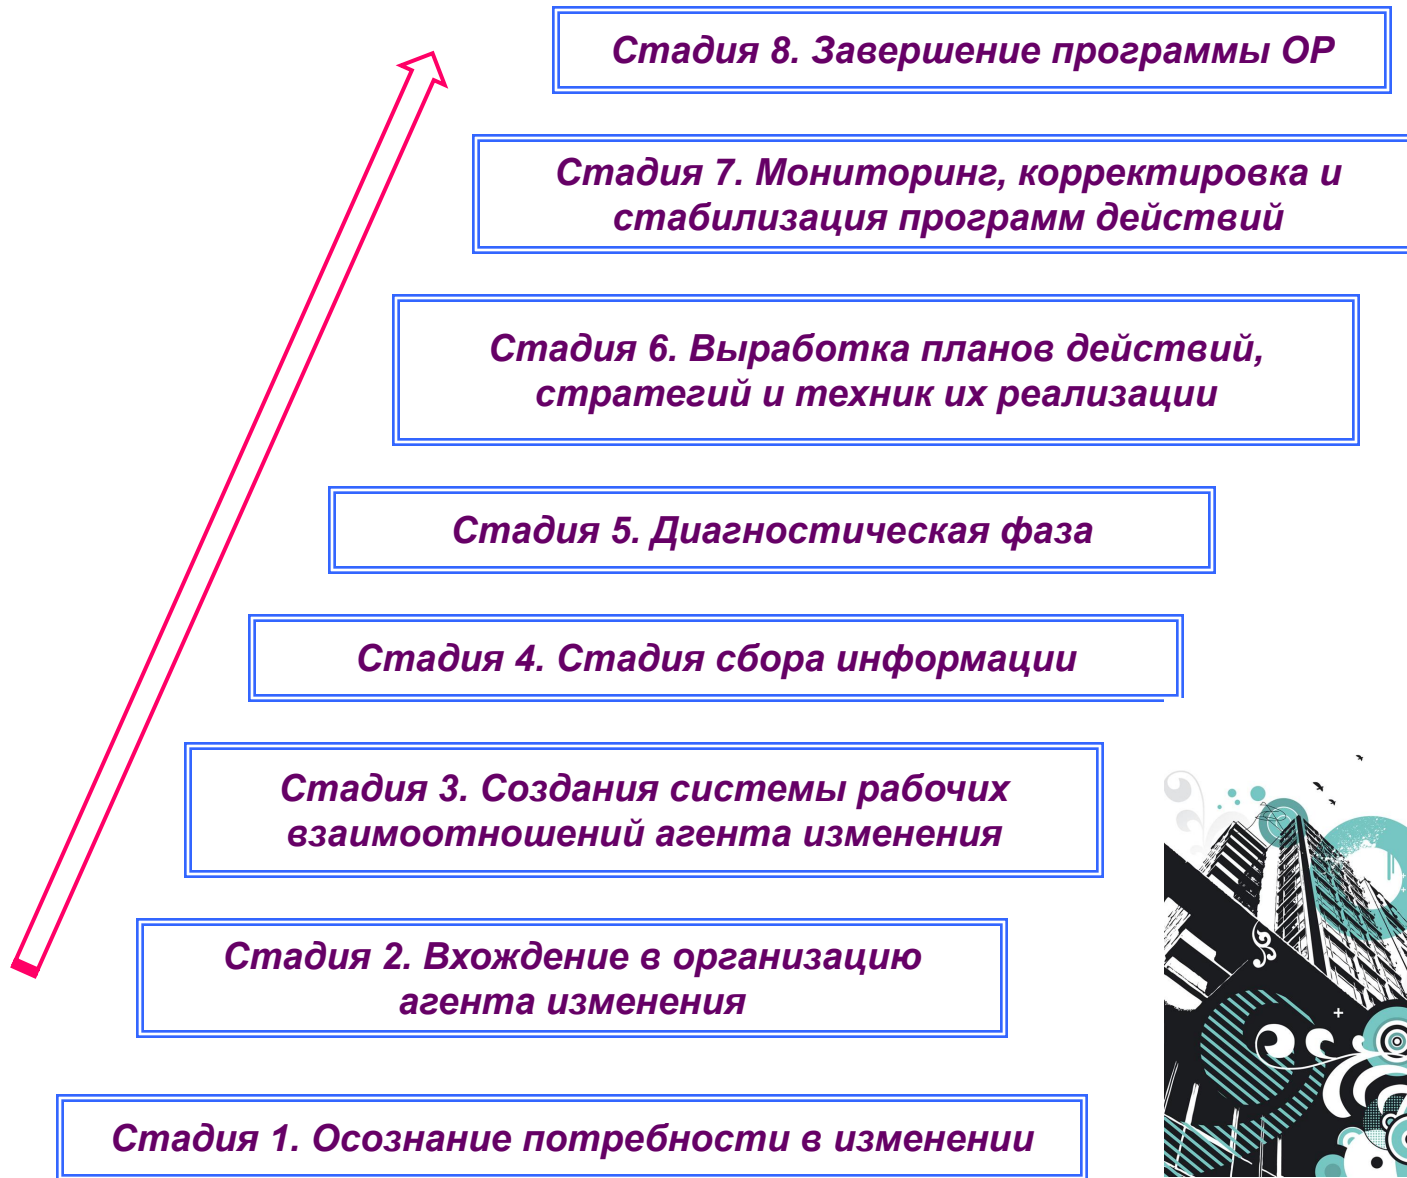 Стадия 8. Завершение программы ОР
Стадия 7. Мониторинг, корректировка и
стабилизация программ действий
Стадия 6. Выработка планов действий,
стратегий и техник их реализации
Стадия 5. Диагностическая фаза
Стадия 4. Стадия сбора информации
Стадия 3. Создания системы рабочих
взаимоотношений агента изменения
Стадия 2. Вхождение в организацию
агента изменения
Стадия 1. Осознание потребности в изменении